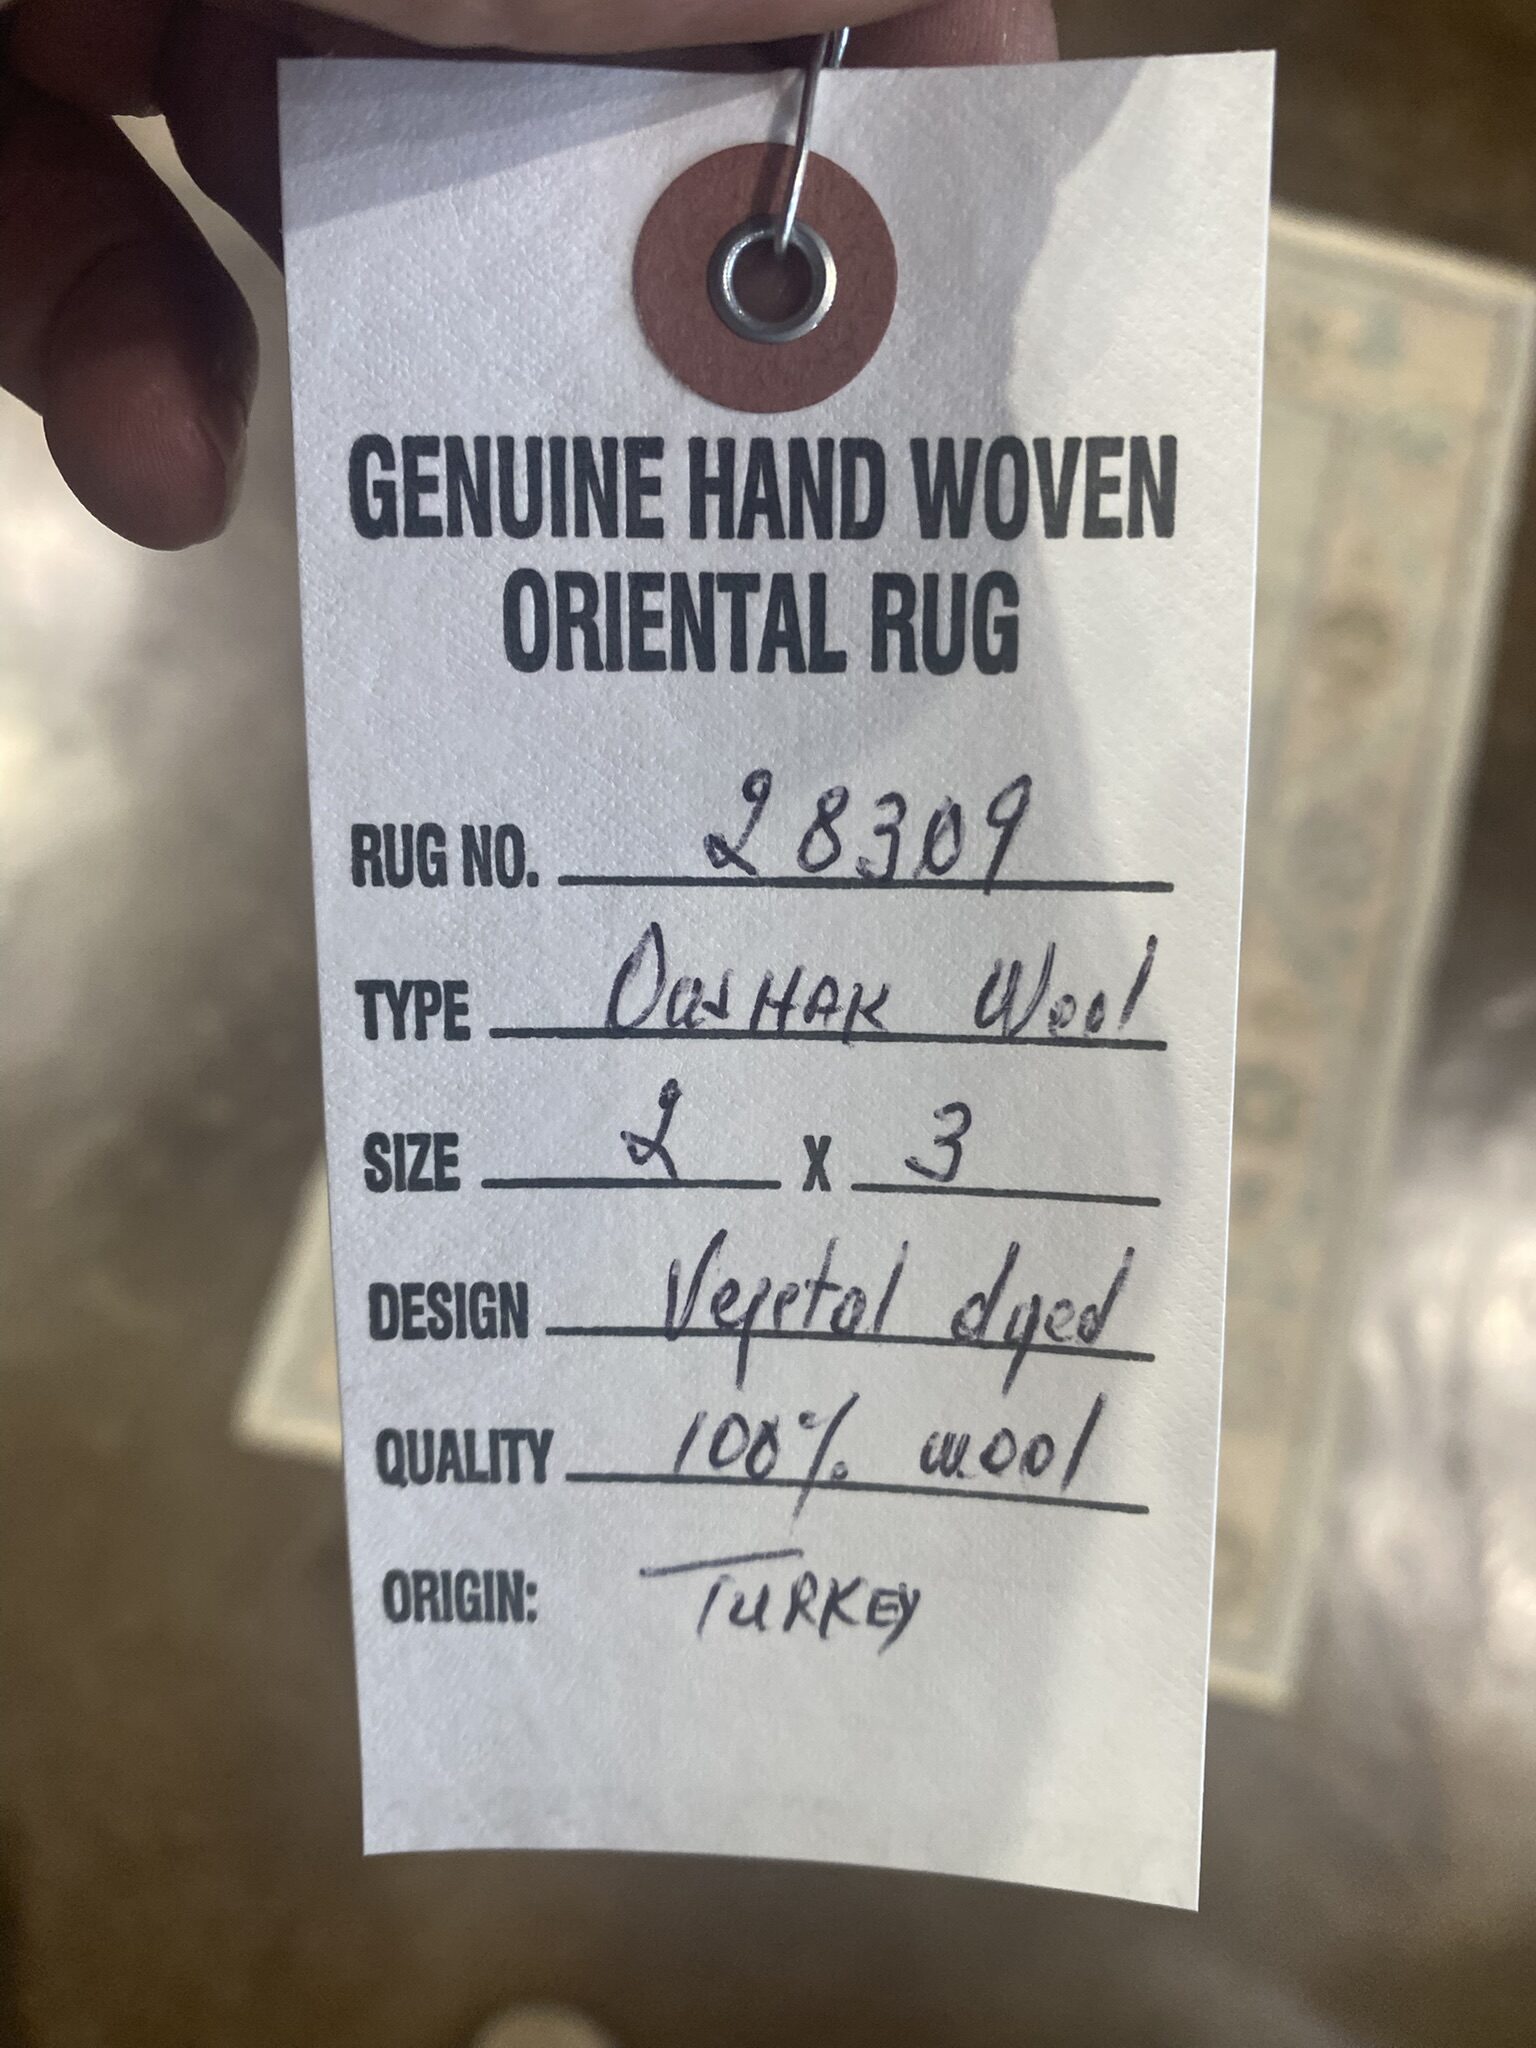 GENUINE HAND WOVEN
ORIENTAL RUG
RUG NO. 28309
TYPE OusHAK Wool
SIZE 2 X 3
DESIGN Vegetal dyed
QUALITY 100% wool
ORIGIN: TURKEY